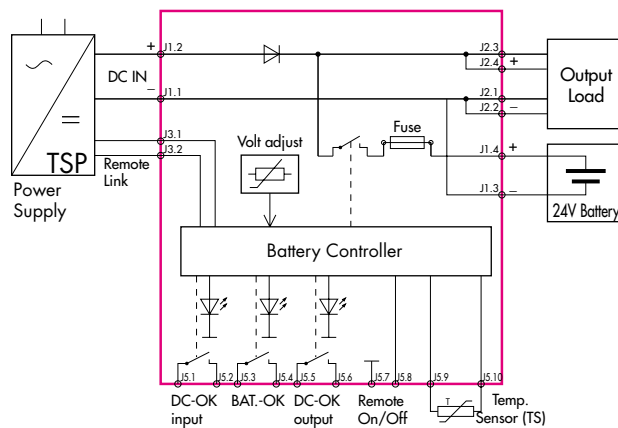 J1.2
J2.3
+
J2.4
+
DC IN
Output
Load
−
J1.1
J2.1
J2.2
−
J3.1
Volt adjust
Fuse
TSP
J3.2
J1.4
+
Remote
Link
Power
Supply
J1.3
−
24V Battery
Battery Controller
J5.1
J5.2
J5.3
J5.4
J5.5
J5.6
J5.7
J5.8
J5.9
J5.10
DC-OK
input
BAT.-OK
DC-OK
output
Remote
On/Off
T
Temp.
Sensor (TS)